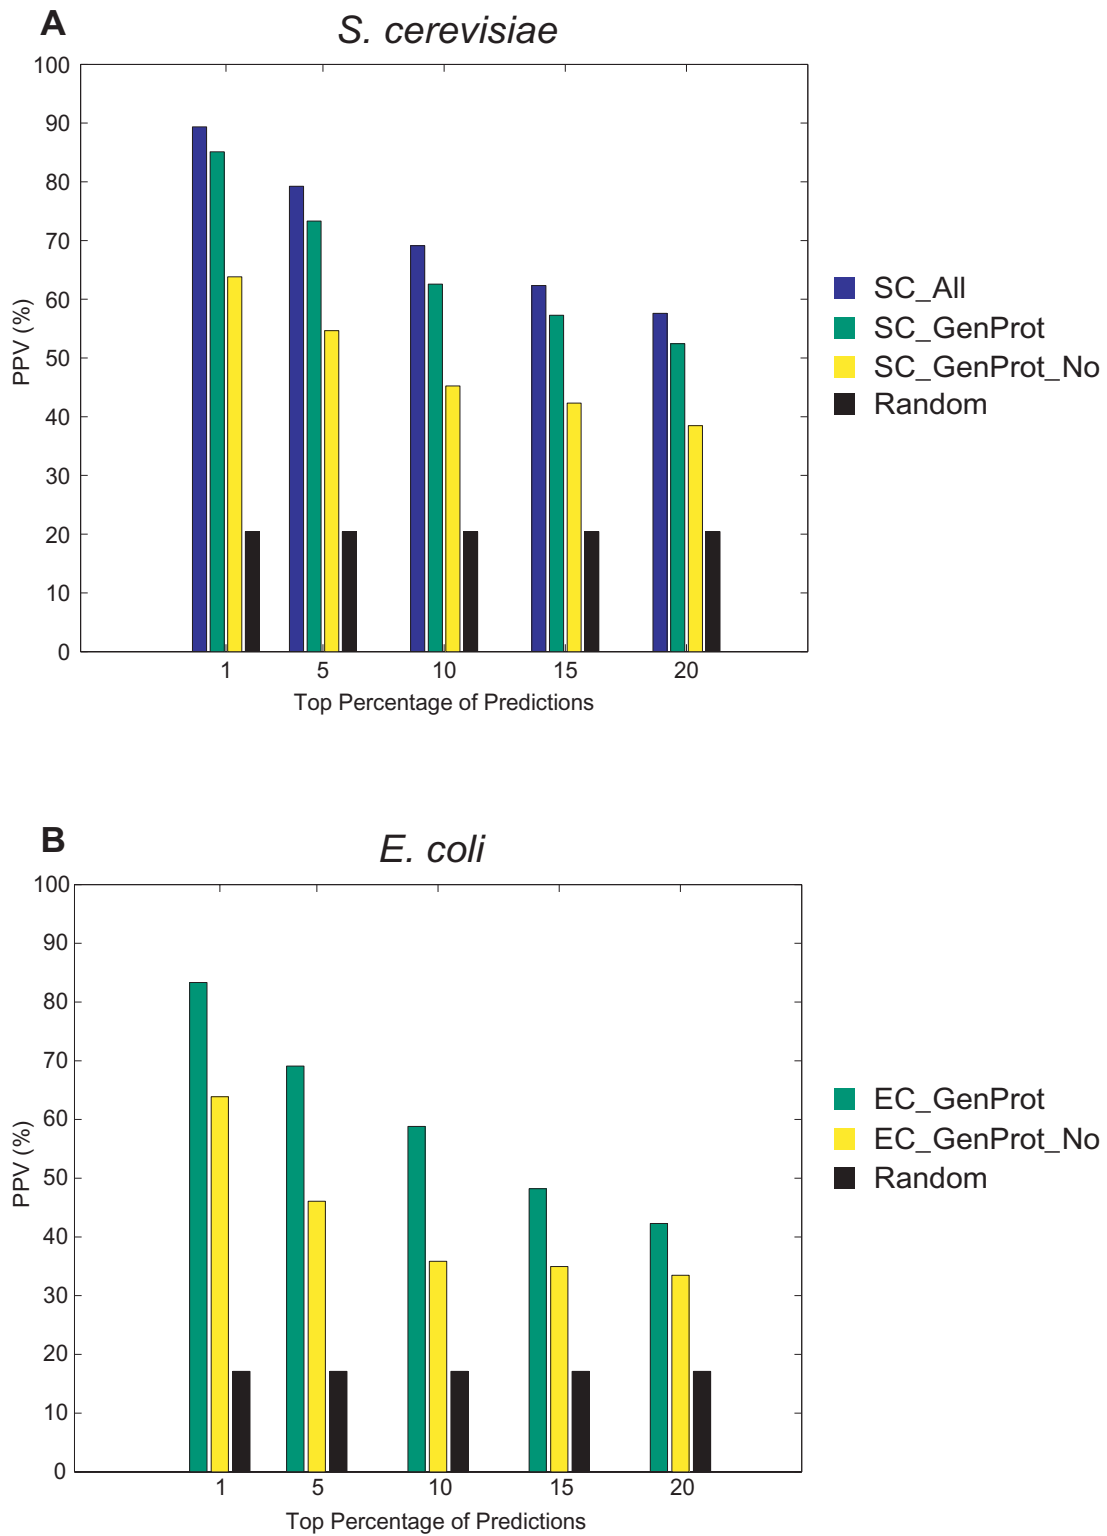 A
S. cerevisiae
100
90
80
70
60
50
40
30
20
10
0
PPV (%)
1 5 10 15 20
Top Percentage of Predictions
SC_All
SC_GenProt
SC_GenProt_No
Random
B
E. coli
100
90
80
70
60
50
40
30
20
10
0
PPV (%)
1 5 10 15 20
Top Percentage of Predictions
EC_GenProt
EC_GenProt_No
Random